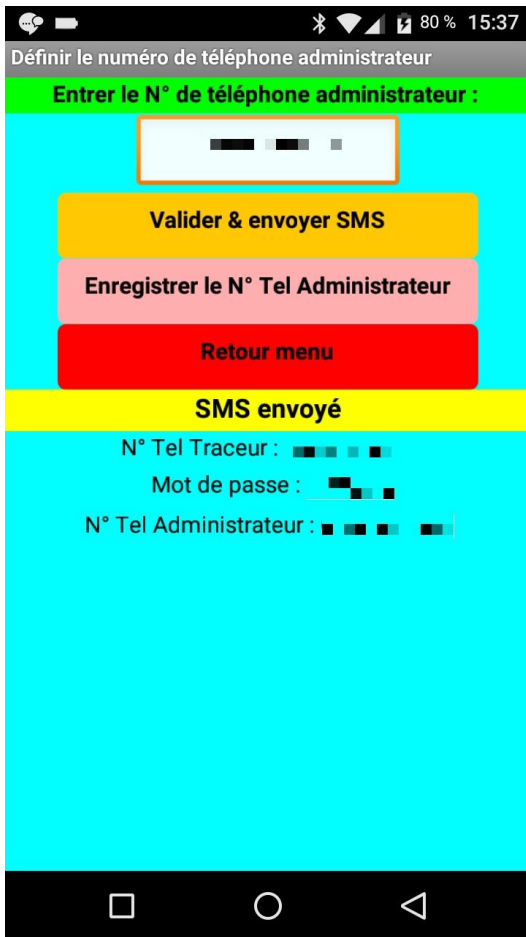 80 % 15:37
Définir le numéro de téléphone administrateur
Entrer le N° de téléphone administrateur :
Valider & envoyer SMS
Enregistrer le N° Tel Administrateur
Retour menu
SMS envoyé
N° Tel Traceur :
Mot de passe :
N° Tel Administrateur :